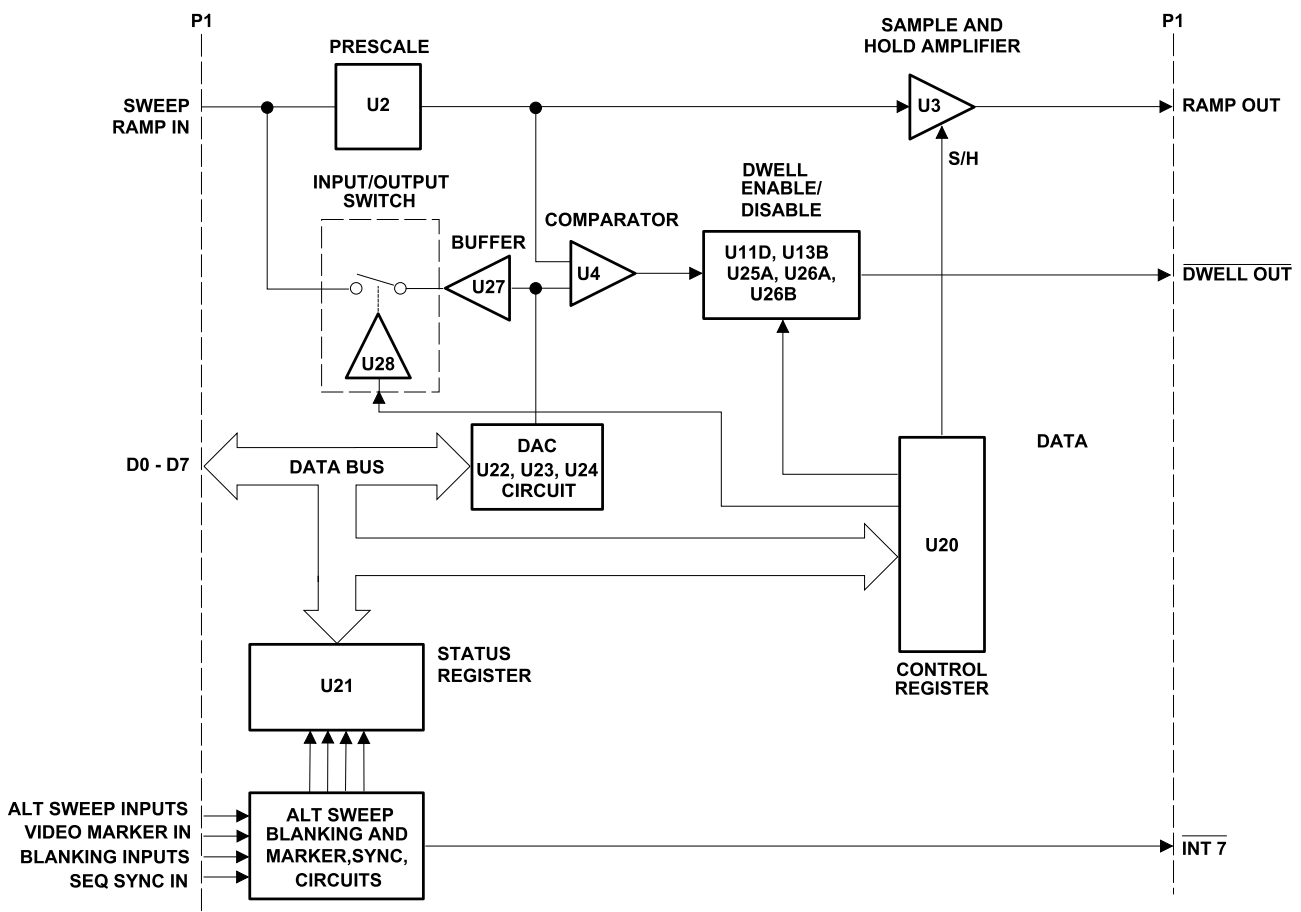 P1
P1
SAMPLE AND
HOLD AMPLIFIER
PRESCALE
SWEEP
RAMP IN
U2
U3
RAMP OUT
S/H
INPUT/OUTPUT
SWITCH
DWELL
ENABLE/
DISABLE
BUFFER
COMPARATOR
U27
U4
U11D, U13B
U25A, U26A,
U26B
DWELL OUT
U28
D0 - D7
DATA BUS
DAC
U22, U23, U24
CIRCUIT
DATA
U20
CONTROL
REGISTER
U21
STATUS
REGISTER
ALT SWEEP INPUTS
VIDEO MARKER IN
BLANKING INPUTS
SEQ SYNC IN
ALT SWEEP
BLANKING AND
MARKER,SYNC,
CIRCUITS
INT 7